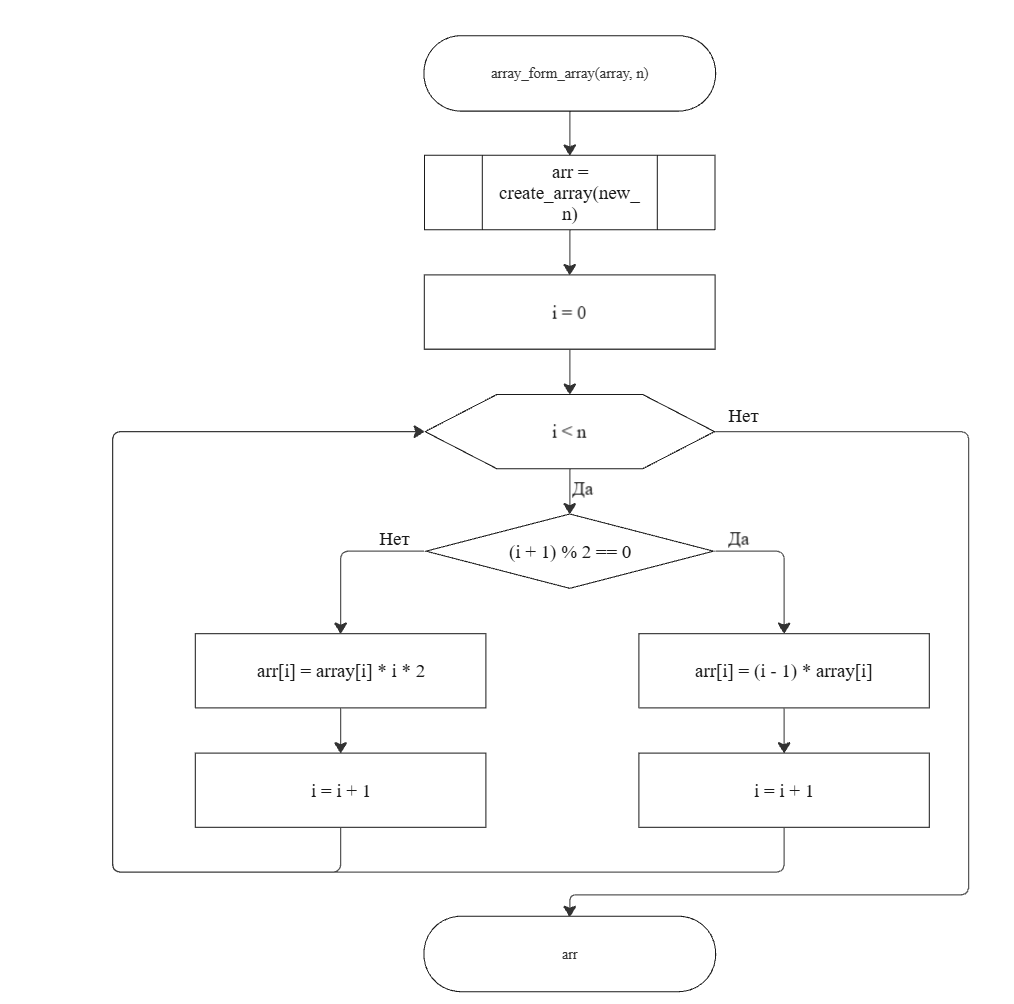 array_form_array(array, n)
arr =
create_array(new_
n)
i = 0
i < n
Нет
Да
(i + 1) % 2 == 0
Нет
Да
arr[i] = array[i] * i * 2
arr[i] = (i - 1) * array[i]
i = i + 1
i = i + 1
arr